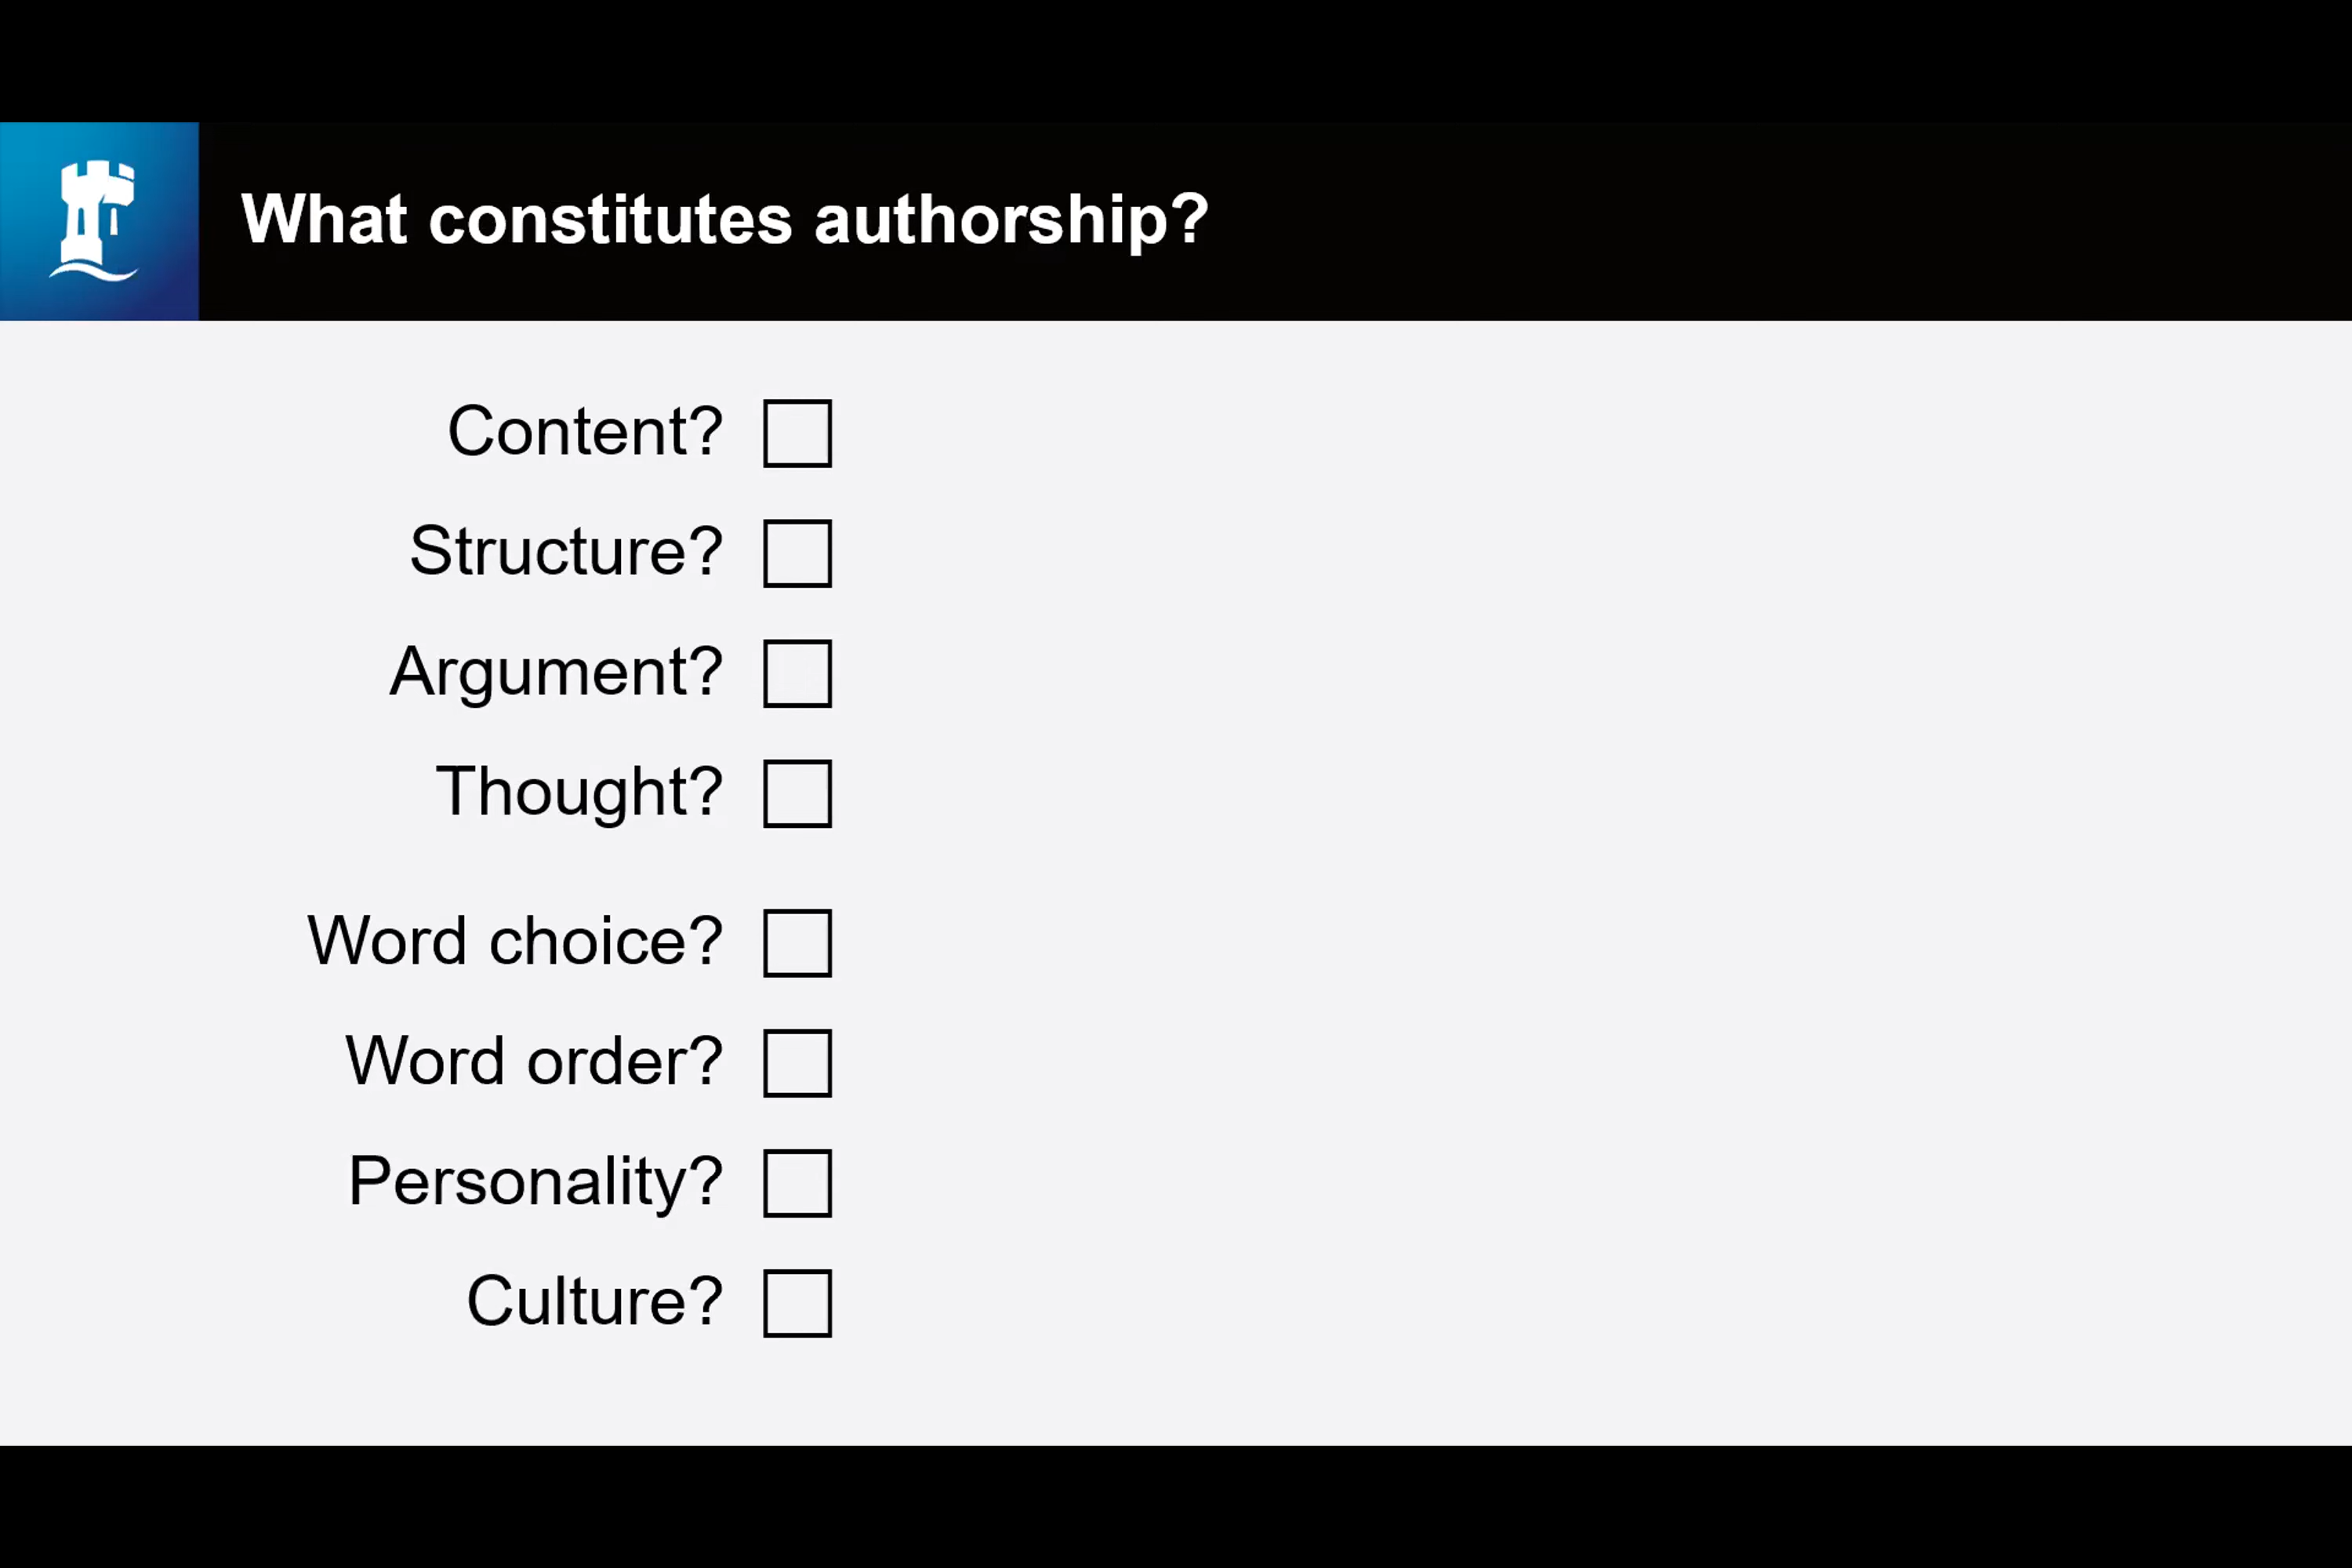 What constitutes authorship?
Content?
Structure?
Argument?
Thought?
Word choice?
Word order?
Personality?
Culture?